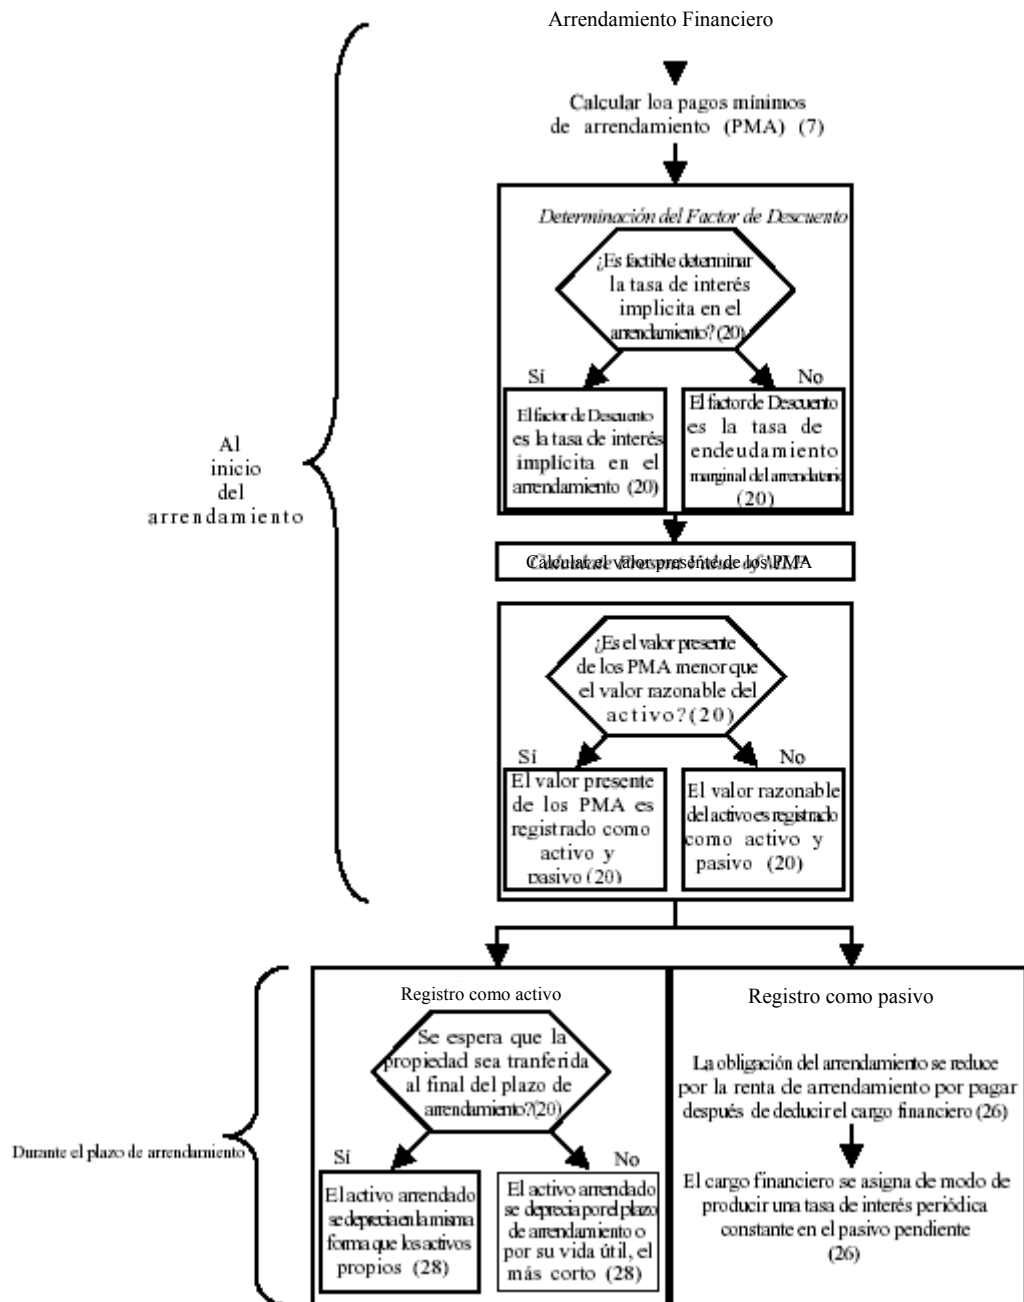 Arrendamiento Financiero
Calcular loa pagos mínimos
de arrendamiento (PMA) (7)
Determinación del Factor de Descuento
¿Es factible determinar
la tasa de interés
implicita en el
arrendamiento? (20)
Sí
No
El factor de Descuento
es la tasa de interés
implícita en el
arrendamiento (20)
El factor de Descuento
es la tasa de
endeudamiento
marginal del arrendatario
(20)
Al
inicio
del
arrendamiento
Calcular el valor presente de los PMA
¿Es el valor presente
de los PMA menor que
el valor razonable del
activo? (20)
Sí
No
El valor presente
de los PMA es
registrado como
activo y
pasivo (20)
El valor razonable
del activo es registrado
como activo y
pasivo (20)
Registro como activo
Se espera que la
propiedad sea tranferida
al final del plazo de
arrendamiento?(20)
Sí
No
El activo arrendado
se deprecia en la misma
forma que los activos
propios (28)
El activo arrendado
se deprecia por el plazo
de arrendamiento o
por su vida útil, el
más corto (28)
Registro como pasivo
La obligación del arrendamiento se reduce
por la renta de arrendamiento por pagar
después de deducir el cargo financiero (26)
El cargo financiero se asigna de modo de
producir una tasa de interés periódica
constante en el pasivo pendiente
(26)
Durante el plazo de arrendamiento